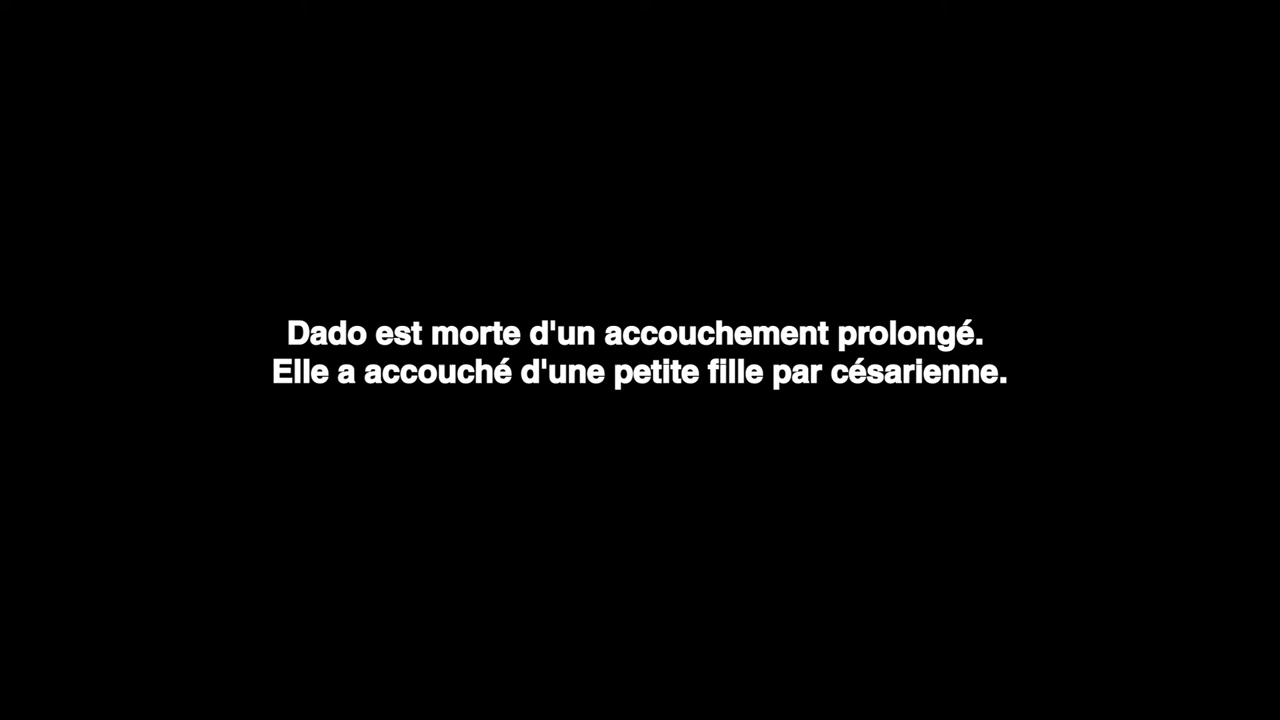 Dado est morte d'un accouchement prolongé.
Elle a accouché d'une petite fille par césarienne.